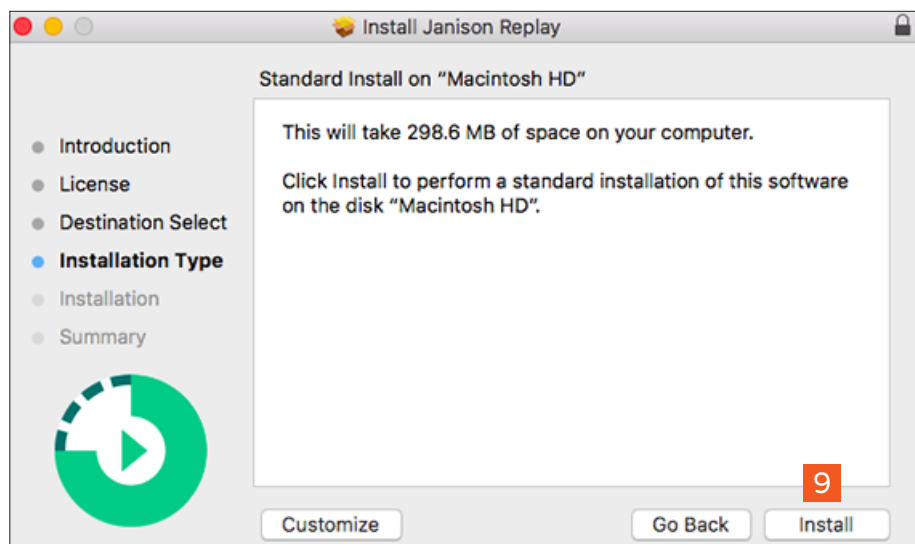 Install Janison Replay
Standard Install on “Macintosh HD”
Introduction
License
Destination Select
Installation Type
Installation
Summary
This will take 298.6 MB of space on your computer.
Click Install to perform a standard installation of this software
on the disk “Macintosh HD”.
9
Customize
Go Back
Install